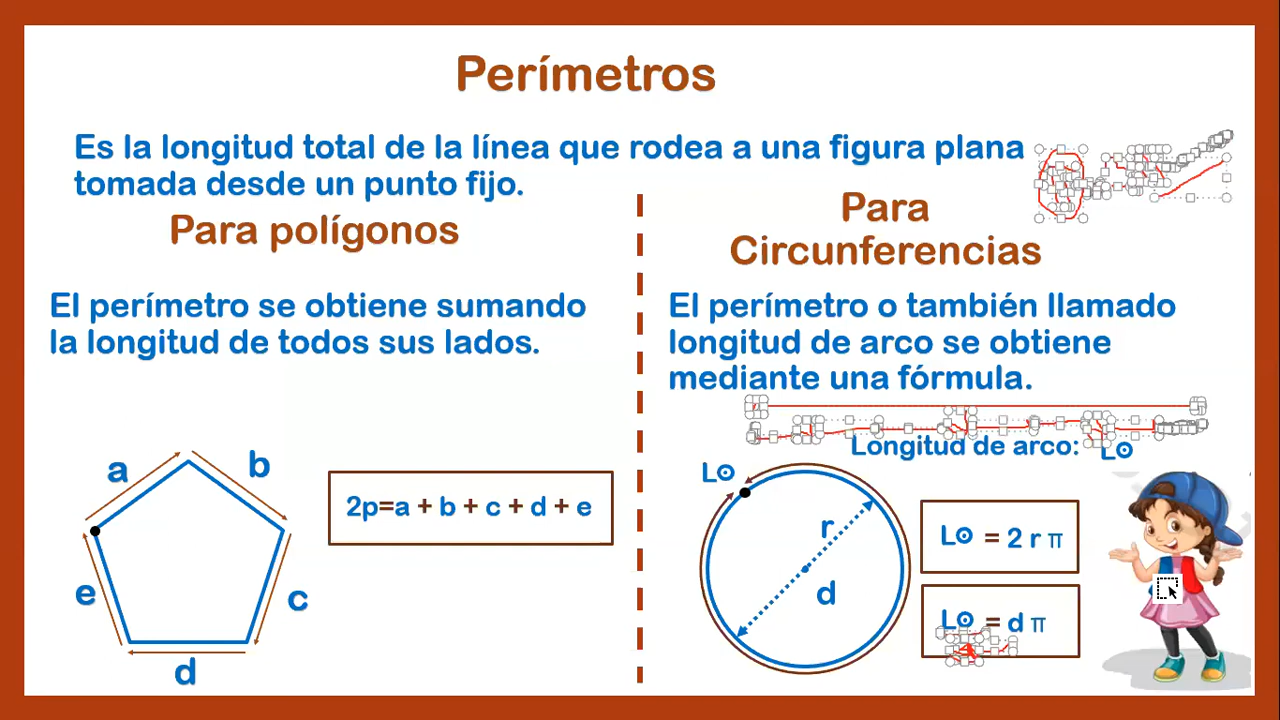 Perímetros
Es la longitud total de la línea que rodea a una figura plana
tomada desde un punto fijo.
Para polígonos
El perímetro se obtiene sumando
la longitud de todos sus lados.
a
b
c
d
e
2p=a + b + c + d + e
Para
Circunferencias
El perímetro o también llamado
longitud de arco se obtiene
mediante una fórmula.
Longitud de arco: L⊙
L⊙
r
d
L⊙ = 2 r π
L⊙ = d π